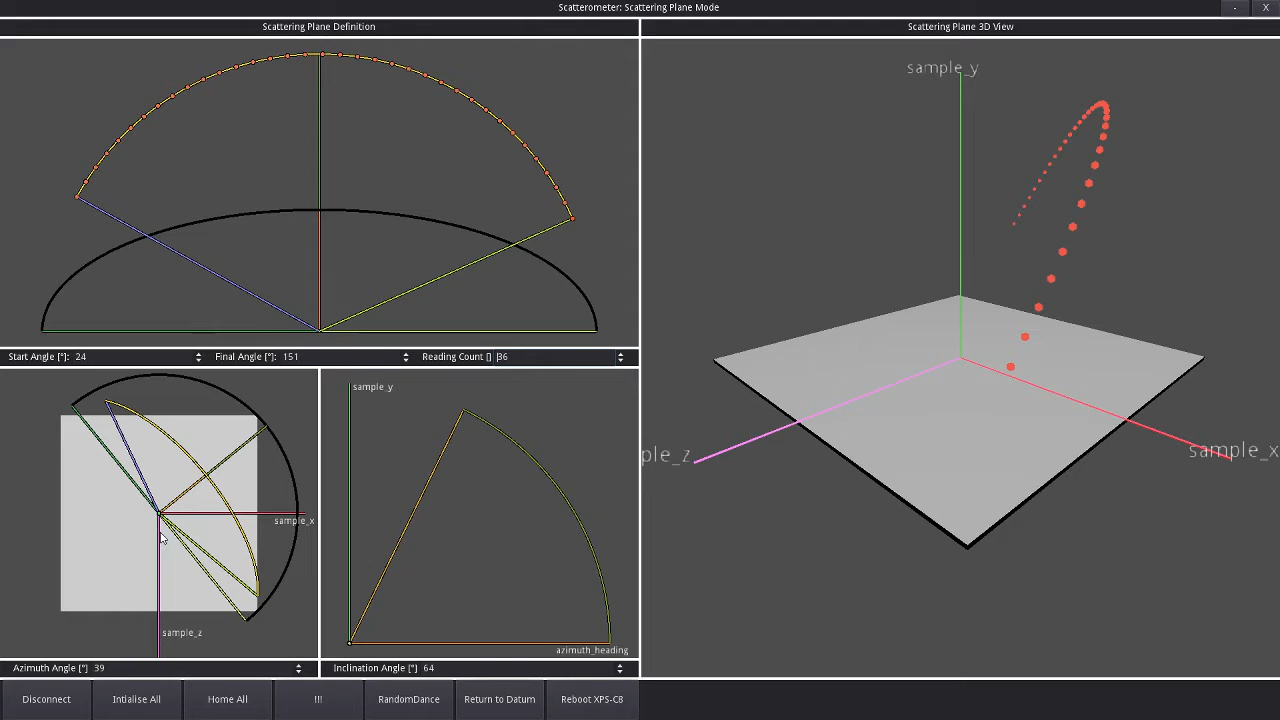 Scatterometer: Scattering Plane Mode
- X
Scattering Plane Definition
Scattering Plane 3D View
sample_y
Start Angle [°]: 24 Final Angle [°]: 151 Reading Count [] 36
sample_y
sample_x
sample_z
azimuth_heading
ple_z
sample_x
Azimuth Angle [°] 39 Inclination Angle [°] 64
Disconnect Intialise All Home All !!! RandomDance Return to Datum Reboot XPS-C8